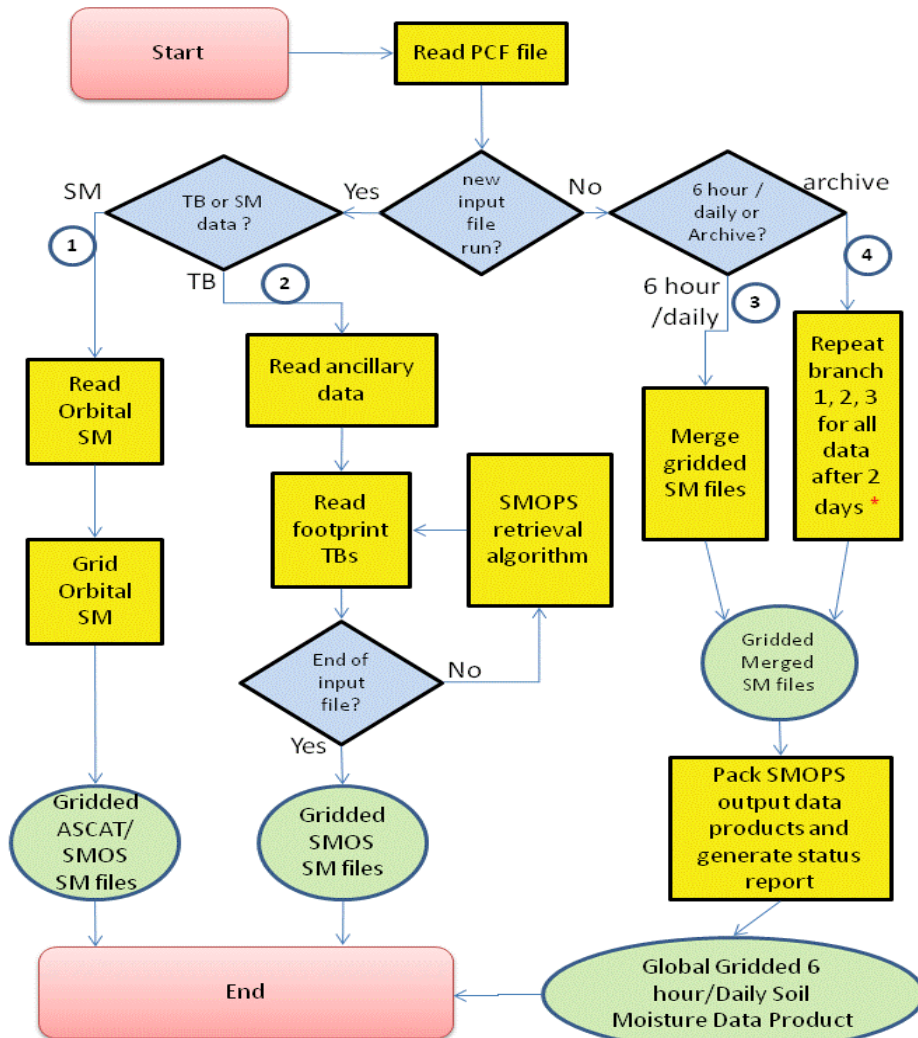 Start
Read PCF file
new
input
file
run?
Yes
No
TB or SM
data ?
SM
1
TB
2
6 hour /
daily or
Archive?
archive
4
6 hour
/daily
3
Read
Orbital
SM
Grid
Orbital
SM
Gridded
ASCAT/
SMOS
SM files
Read ancillary
data
Read
footprint
TBs
SMOPS
retrieval
algorithm
End of
input
file?
No
Yes
Gridded
SMOS
SM files
Merge
gridded
SM files
Repeat
branch
1, 2, 3
for all
data
after 2
days *
Gridded
Merged
SM files
Pack SMOPS
output data
products and
generate status
report
Global Gridded 6
hour/Daily Soil
Moisture Data Product
End